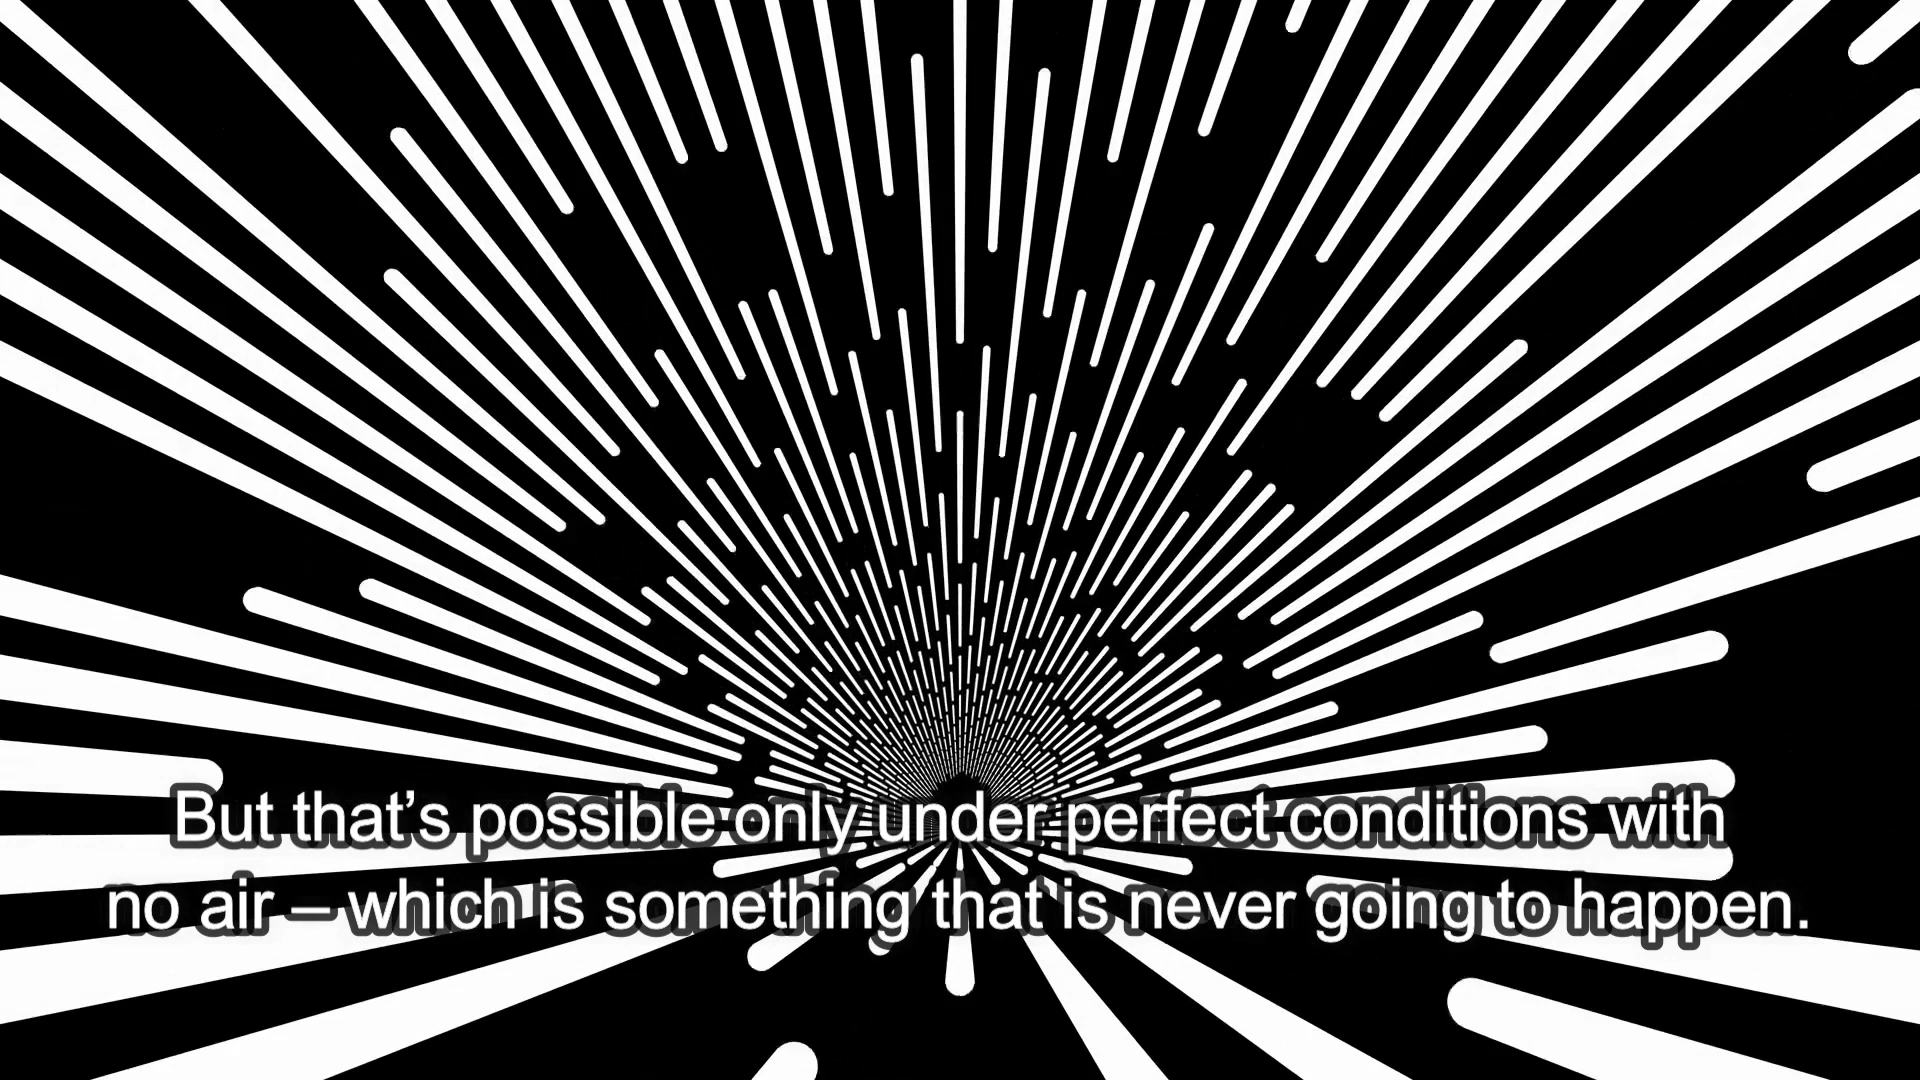 But that’s possible only under perfect conditions with
no air – which is something that is never going to happen.